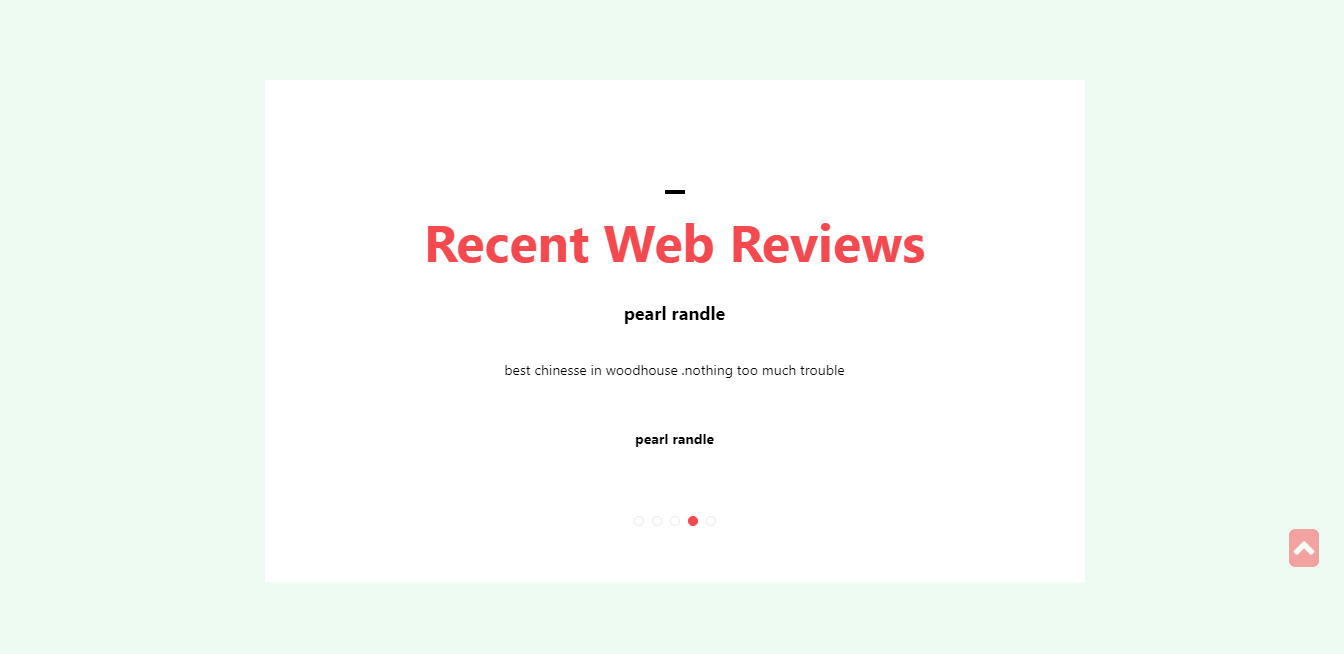 Recent Web Reviews
pearl randle
best chinesse in woodhouse .nothing too much trouble
pearl randle